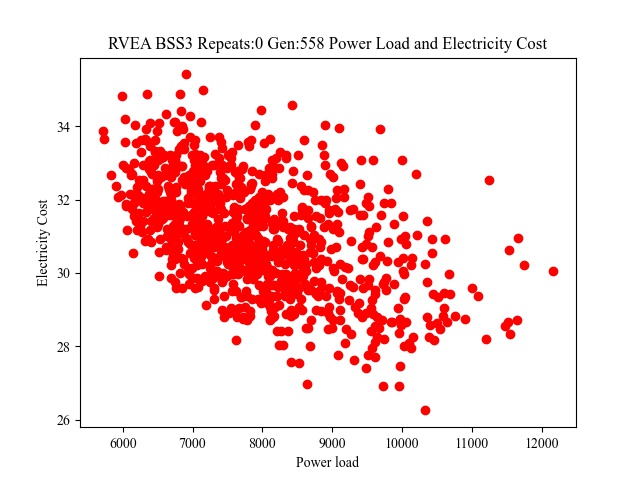 RVEA BSS3 Repeats:0 Gen:558 Power Load and Electricity Cost
Electricity Cost
34
32
30
28
26
6000 7000 8000 9000 10000 11000 12000
Power load